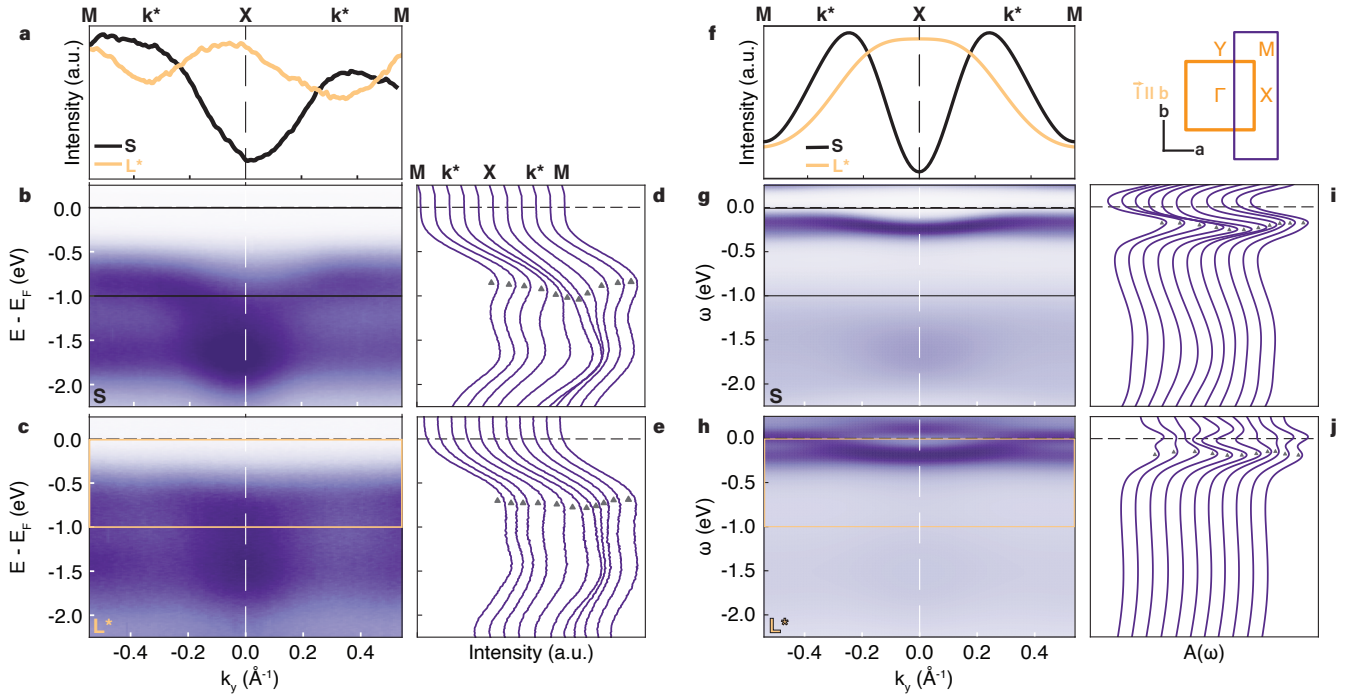 M k* X k* M
a
Intensity (a.u.)
S
L*
M k* X k* M
b
0.0
-0.5
-1.0
-1.5
-2.0
E - E_F (eV)
S
d
c
0.0
-0.5
-1.0
-1.5
-2.0
E - E_F (eV)
L*
e
-0.4 -0.2 0.0 0.2 0.4
k_y (Å⁻¹)
Intensity (a.u.)
M k* X k* M
f
Intensity (a.u.)
S
L*
Y M
Γ X
I || b
b
a
g
0.0
-0.5
-1.0
-1.5
-2.0
ω (eV)
S
i
h
0.0
-0.5
-1.0
-1.5
-2.0
ω (eV)
L*
j
-0.4 -0.2 0.0 0.2 0.4
k_y (Å⁻¹)
A(ω)